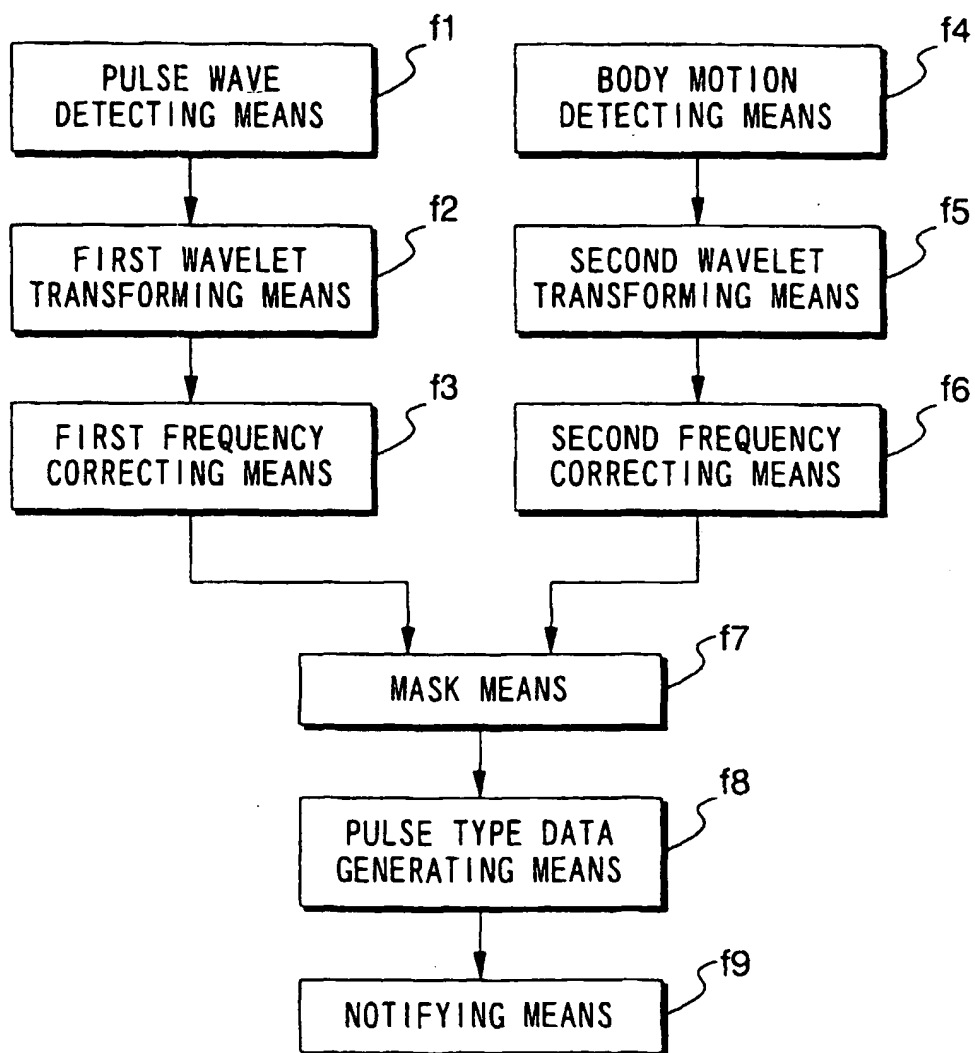 f1
PULSE WAVE
DETECTING MEANS
f4
BODY MOTION
DETECTING MEANS
f2
FIRST WAVELET
TRANSFORMING MEANS
f5
SECOND WAVELET
TRANSFORMING MEANS
f3
FIRST FREQUENCY
CORRECTING MEANS
f6
SECOND FREQUENCY
CORRECTING MEANS
f7
MASK MEANS
f8
PULSE TYPE DATA
GENERATING MEANS
f9
NOTIFYING MEANS